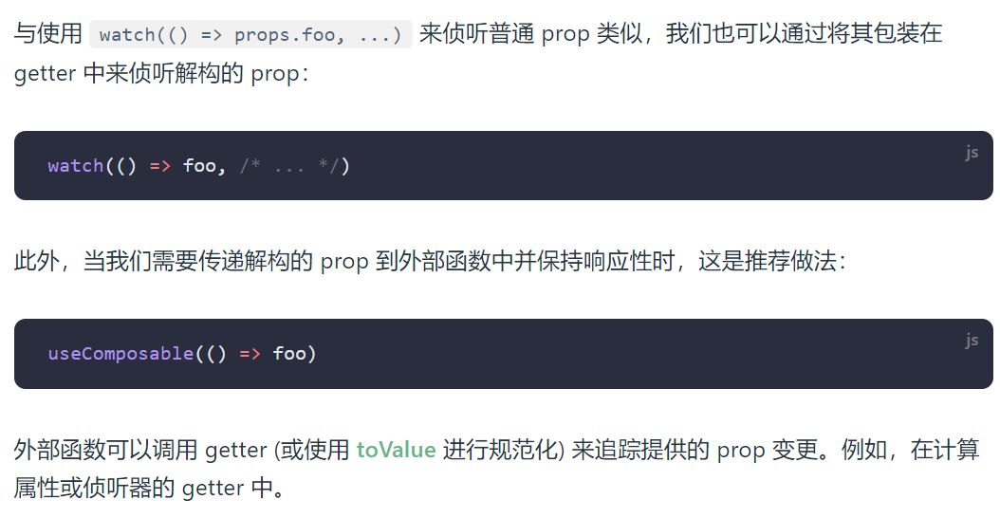 与使用 watch(() => props.foo, ...) 来侦听普通 prop 类似，我们也可以通过将其包装在
getter 中来侦听解构的 prop：
js
watch(() => foo, /* ... */)
此外，当我们需要传递解构的 prop 到外部函数中并保持响应性时，这是推荐做法：
js
useComposable(() => foo)
外部函数可以调用 getter (或使用 toValue 进行规范化) 来追踪提供的 prop 变更。例如，在计算
属性或侦听器的 getter 中。